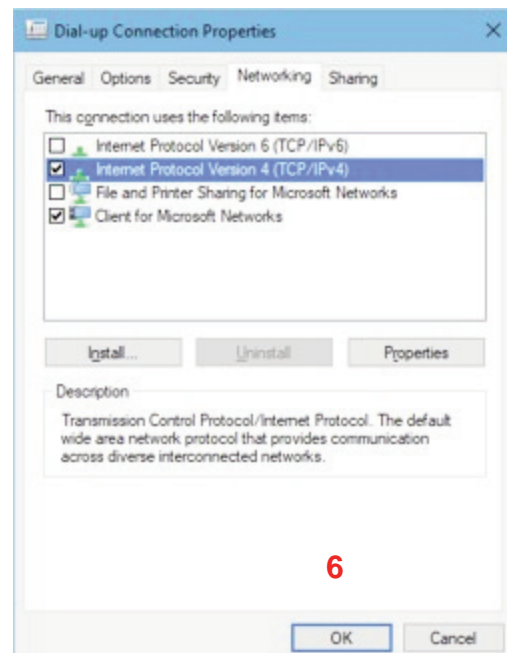 Dial-up Connection Properties
General Options Security Networking Sharing
This connection uses the following items:
Internet Protocol Version 6 (TCP/IPv6)
Internet Protocol Version 4 (TCP/IPv4)
File and Printer Sharing for Microsoft Networks
Client for Microsoft Networks
Install... Uninstall Properties
Description
Transmission Control Protocol/Internet Protocol. The default
wide area network protocol that provides communication
across diverse interconnected networks.
6
OK Cancel